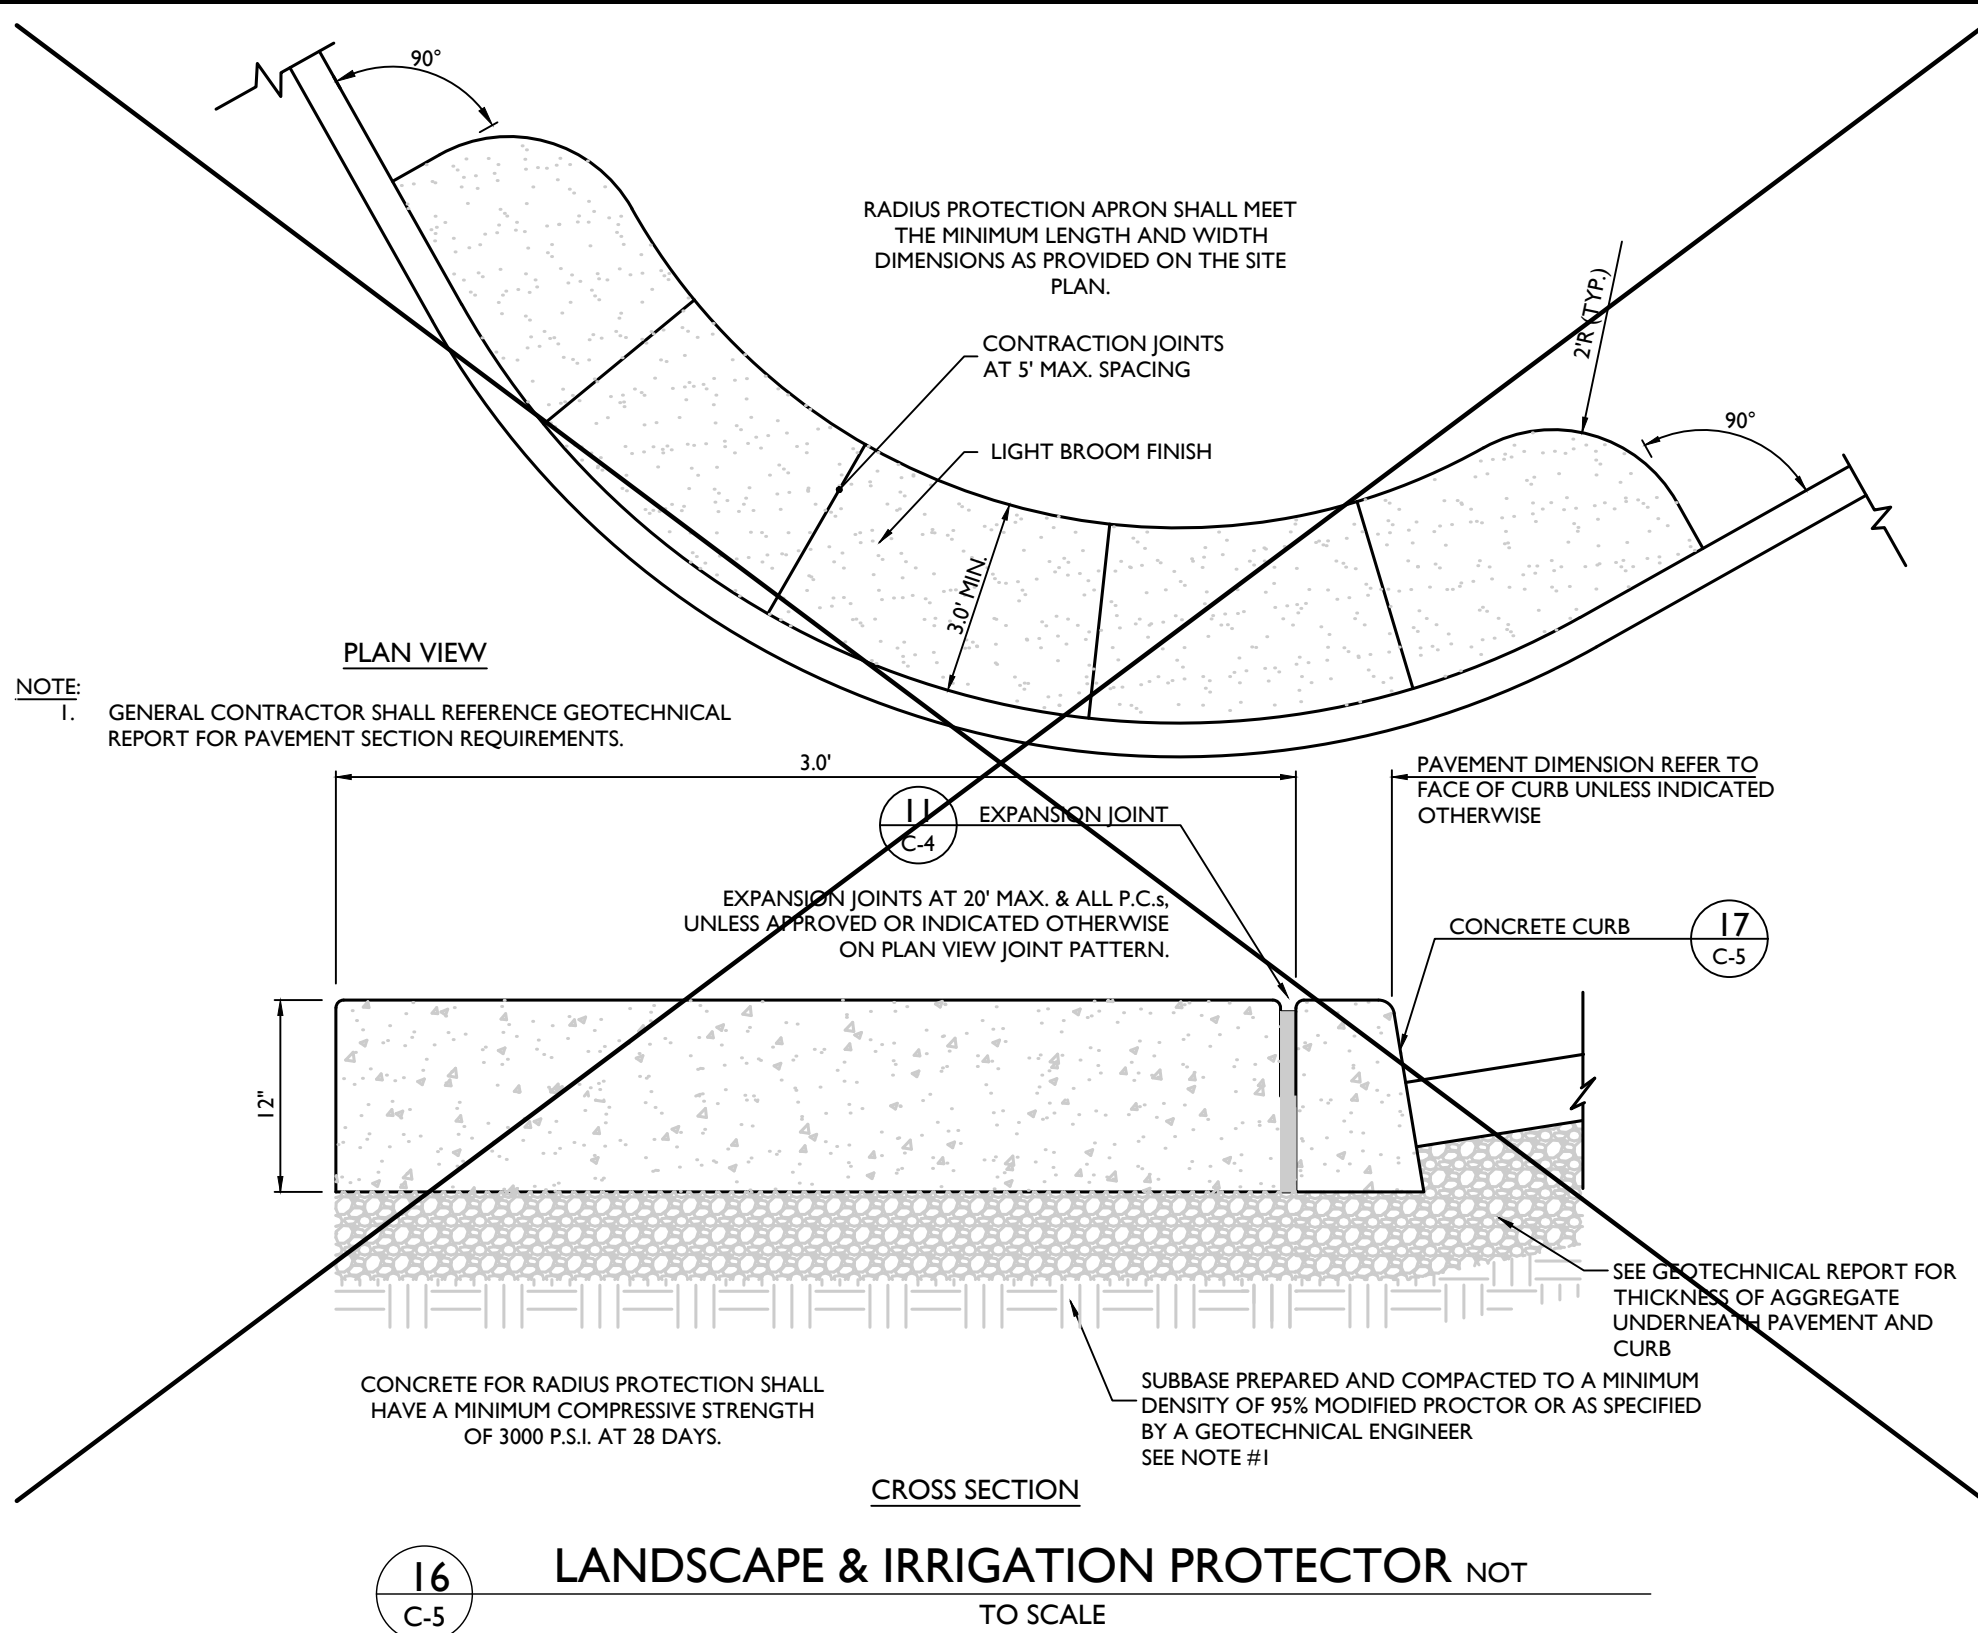 90°
RADIUS PROTECTION APRON SHALL MEET
THE MINIMUM LENGTH AND WIDTH
DIMENSIONS AS PROVIDED ON THE SITE
PLAN.
2'R (TYP.)
CONTRACTION JOINTS
AT 5' MAX. SPACING
90°
LIGHT BROOM FINISH
3.0' MIN.
PLAN VIEW
NOTE:
1. GENERAL CONTRACTOR SHALL REFERENCE GEOTECHNICAL
REPORT FOR PAVEMENT SECTION REQUIREMENTS.
3.0'
PAVEMENT DIMENSION REFER TO
FACE OF CURB UNLESS INDICATED
OTHERWISE
11
C-4
EXPANSION JOINT
EXPANSION JOINTS AT 20' MAX. & ALL P.C.s,
UNLESS APPROVED OR INDICATED OTHERWISE
ON PLAN VIEW JOINT PATTERN.
CONCRETE CURB
17
C-5
12"
SEE GEOTECHNICAL REPORT FOR
THICKNESS OF AGGREGATE
UNDERNEATH PAVEMENT AND
CURB
CONCRETE FOR RADIUS PROTECTION SHALL
HAVE A MINIMUM COMPRESSIVE STRENGTH
OF 3000 P.S.I. AT 28 DAYS.
SUBBASE PREPARED AND COMPACTED TO A MINIMUM
DENSITY OF 95% MODIFIED PROCTOR OR AS SPECIFIED
BY A GEOTECHNICAL ENGINEER
SEE NOTE #1
CROSS SECTION
16
C-5
LANDSCAPE & IRRIGATION PROTECTOR NOT
TO SCALE